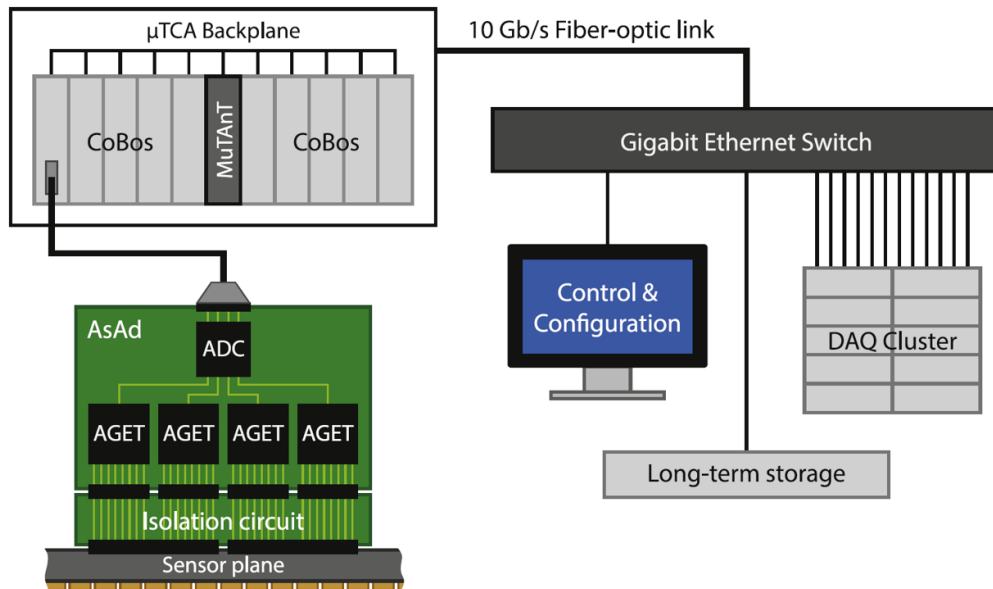 μTCA Backplane
10 Gb/s Fiber-optic link
CoBos
MuTAnT
CoBos
Gigabit Ethernet Switch
AsAd
ADC
Control &
Configuration
DAQ Cluster
AGET
AGET
AGET
AGET
Long-term storage
Isolation circuit
Sensor plane